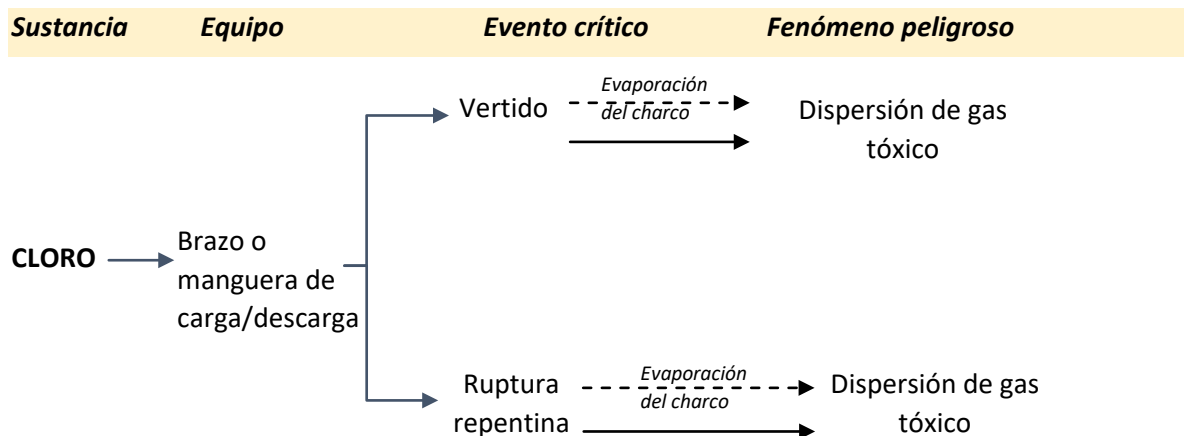 Sustancia Equipo Evento crítico Fenómeno peligroso
Vertido
Evaporación
del charco
Dispersión de gas
tóxico
CLORO
Brazo o
manguera de
carga/descarga
Ruptura
repentina
Evaporación
del charco
Dispersión de gas
tóxico